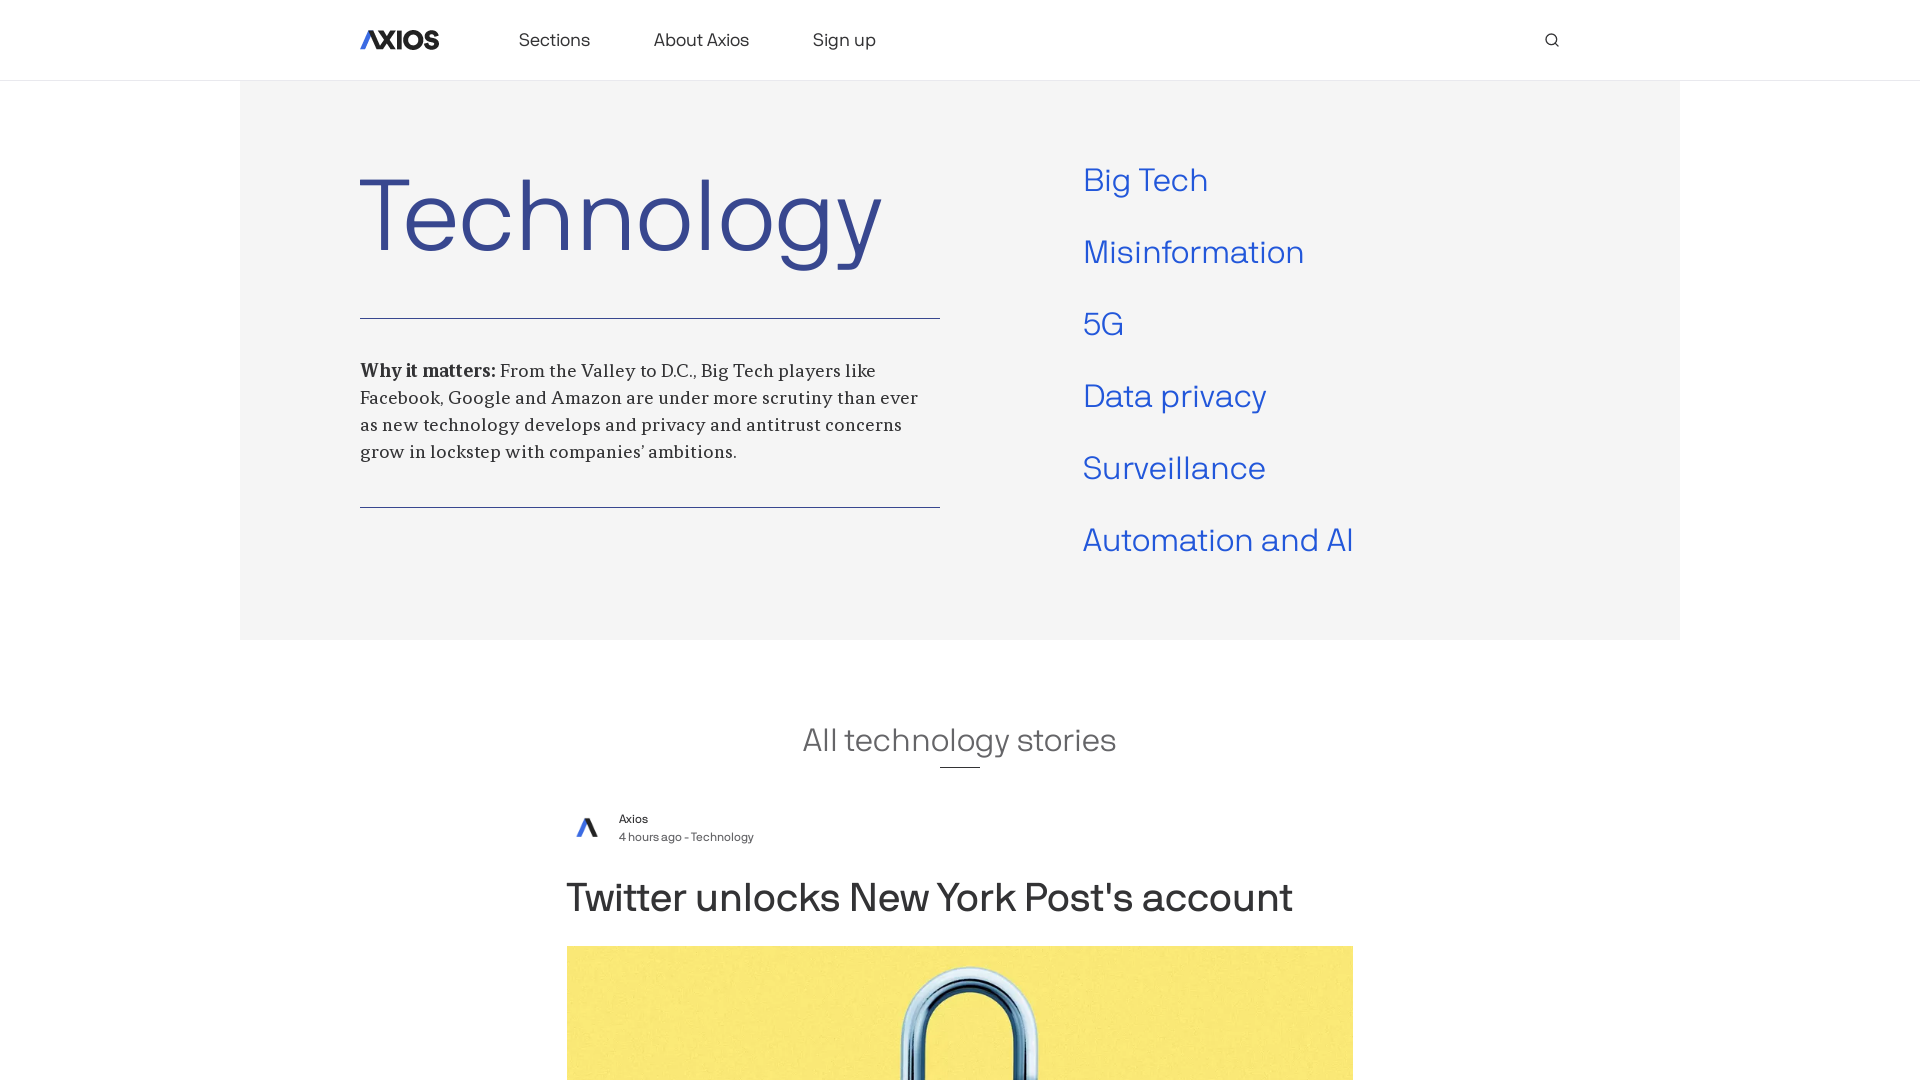 AXIOS
Sections
About Axios
Sign up
Technology
Why it matters: From the Valley to D.C., Big Tech players like
Facebook, Google and Amazon are under more scrutiny than ever
as new technology develops and privacy and antitrust concerns
grow in lockstep with companies' ambitions.
Big Tech
Misinformation
5G
Data privacy
Surveillance
Automation and AI
All technology stories
Axios
4 hours ago - Technology
Twitter unlocks New York Post's account